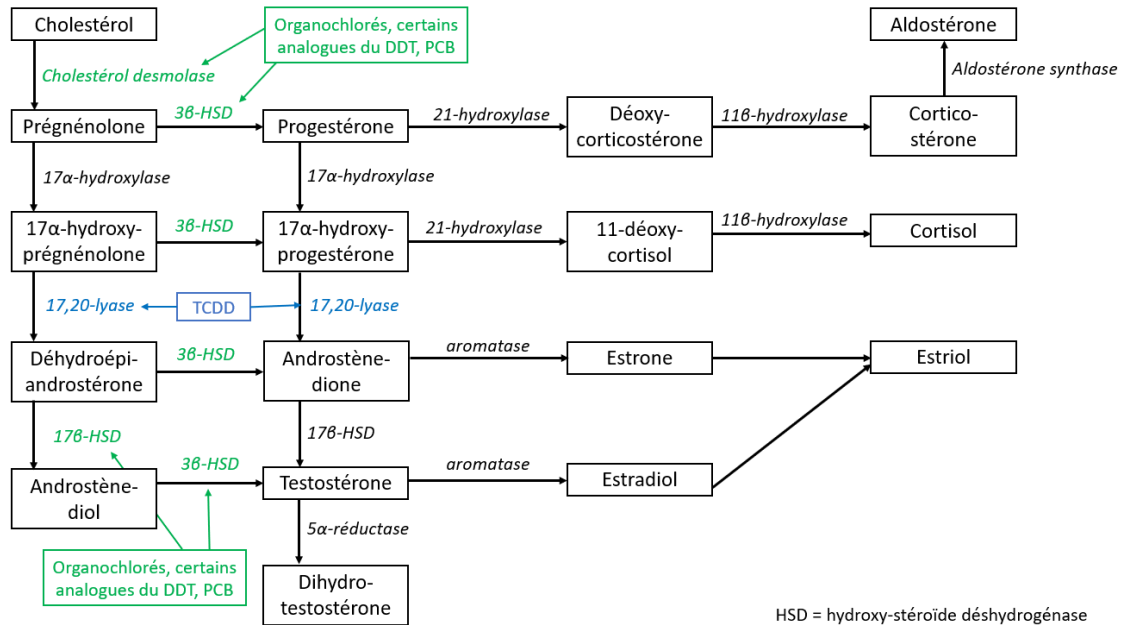 Cholestérol
Organochlorés, certains
analogues du DDT, PCB
Aldostérone
Cholestérol desmolase
Aldostérone synthase
Prégnénolone
3β-HSD
Progestérone
21-hydroxylase
Déoxy-
corticostérone
11β-hydroxylase
Cortico-
stérone
17α-hydroxylase
17α-hydroxylase
17α-hydroxy-
prégnénolone
3β-HSD
17α-hydroxy-
progestérone
21-hydroxylase
11-déoxy-
cortisol
11β-hydroxylase
Cortisol
17,20-lyase
TCDD
17,20-lyase
Déhydroépi-
androstérone
3β-HSD
Androstène-
dione
aromatase
Estrone
Estriol
17β-HSD
17β-HSD
Androstène-
diol
3β-HSD
Testostérone
aromatase
Estradiol
5α-réductase
Organochlorés, certains
analogues du DDT, PCB
Dihydro-
testostérone
HSD = hydroxy-stéroïde déshydrogénase